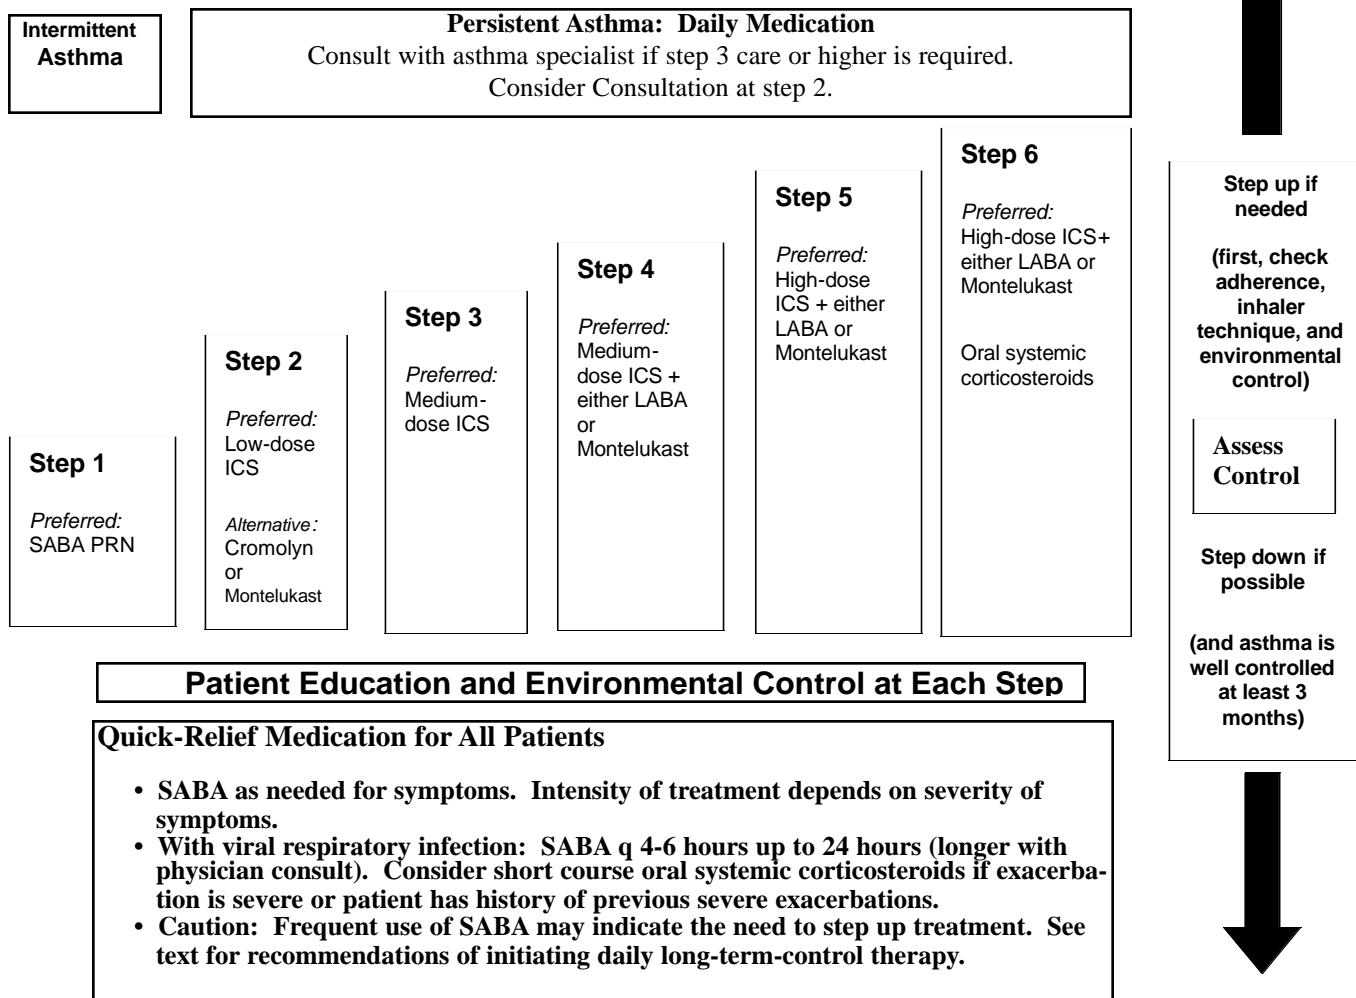 Intermittent
Asthma
Persistent Asthma:  Daily Medication
Consult with asthma specialist if step 3 care or higher is required.
Consider Consultation at step 2.
Step 1
Preferred:
SABA PRN
Step 2
Preferred:
Low-dose
ICS
Alternative:
Cromolyn
or
Montelukast
Step 3
Preferred:
Medium-
dose ICS
Step 4
Preferred:
Medium-
dose ICS +
either LABA
or
Montelukast
Step 5
Preferred:
High-dose
ICS + either
LABA or
Montelukast
Step 6
Preferred:
High-dose ICS+
either LABA or
Montelukast
Oral systemic
corticosteroids
Step up if
needed
(first, check
adherence,
inhaler
technique, and
environmental
control)
Assess
Control
Step down if
possible
(and asthma is
well controlled
at least 3
months)
Patient Education and Environmental Control at Each Step
Quick-Relief Medication for All Patients
• SABA as needed for symptoms.  Intensity of treatment depends on severity of
symptoms.
• With viral respiratory infection:  SABA q 4-6 hours up to 24 hours (longer with
physician consult).  Consider short course oral systemic corticosteroids if exacerba-
tion is severe or patient has history of previous severe exacerbations.
• Caution:  Frequent use of SABA may indicate the need to step up treatment.  See
text for recommendations of initiating daily long-term-control therapy.